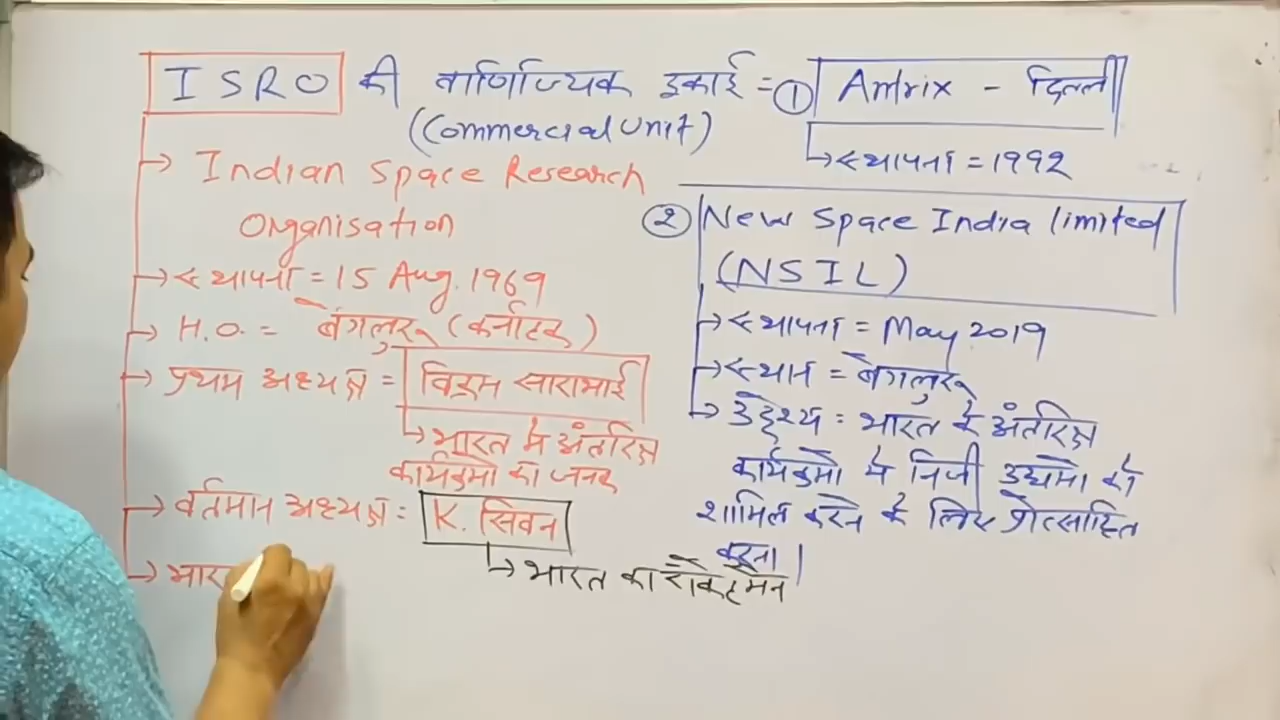 ISRO की वाणिज्यिक इकाई = ① Antrix - दिल्ली
(Commercial Unit)
→ स्थापना = 1992
→ Indian Space Research
Organisation
→ स्थापना = 15 Aug. 1969
→ H.O. = बेंगलुरू (कर्नाटक)
→ प्रथम अध्यक्ष = विक्रम साराभाई
→ भारत के अंतरिक्ष
कार्यक्रमों का जनक
→ वर्तमान अध्यक्ष = K. सिवन
→ भारत का रॉकेटमैन
→ भार
② New Space India limited
(NSIL)
→ स्थापना = May 2019
→ स्थान = बेंगलुरू
→ उद्देश्य = भारत के अंतरिक्ष
कार्यक्रमों में निजी उद्यमों को
शामिल करने के लिए प्रोत्साहित
करना।